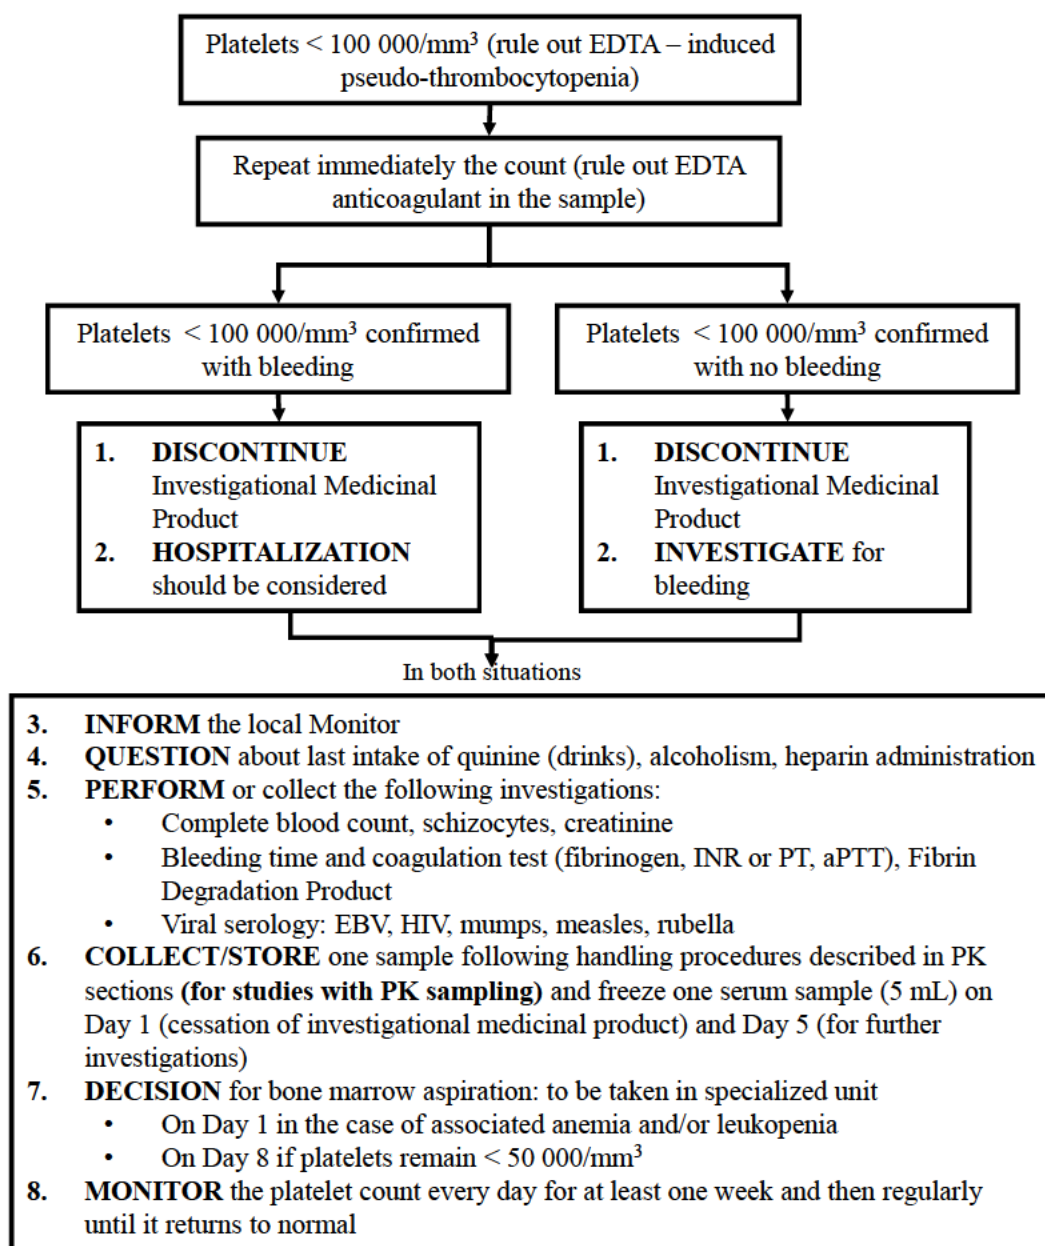 Platelets < 100 000/mm³ (rule out EDTA – induced
pseudo-thrombocytopenia)
Repeat immediately the count (rule out EDTA
anticoagulant in the sample)
Platelets < 100 000/mm³ confirmed
with bleeding
Platelets < 100 000/mm³ confirmed
with no bleeding
1. DISCONTINUE
Investigational Medicinal
Product
2. HOSPITALIZATION
should be considered
1. DISCONTINUE
Investigational Medicinal
Product
2. INVESTIGATE for
bleeding
In both situations
3. INFORM the local Monitor
4. QUESTION about last intake of quinine (drinks), alcoholism, heparin administration
5. PERFORM or collect the following investigations:
• Complete blood count, schizocytes, creatinine
• Bleeding time and coagulation test (fibrinogen, INR or PT, aPTT), Fibrin
Degradation Product
• Viral serology: EBV, HIV, mumps, measles, rubella
6. COLLECT/STORE one sample following handling procedures described in PK
sections (for studies with PK sampling) and freeze one serum sample (5 mL) on
Day 1 (cessation of investigational medicinal product) and Day 5 (for further
investigations)
7. DECISION for bone marrow aspiration: to be taken in specialized unit
• On Day 1 in the case of associated anemia and/or leukopenia
• On Day 8 if platelets remain < 50 000/mm³
8. MONITOR the platelet count every day for at least one week and then regularly
until it returns to normal